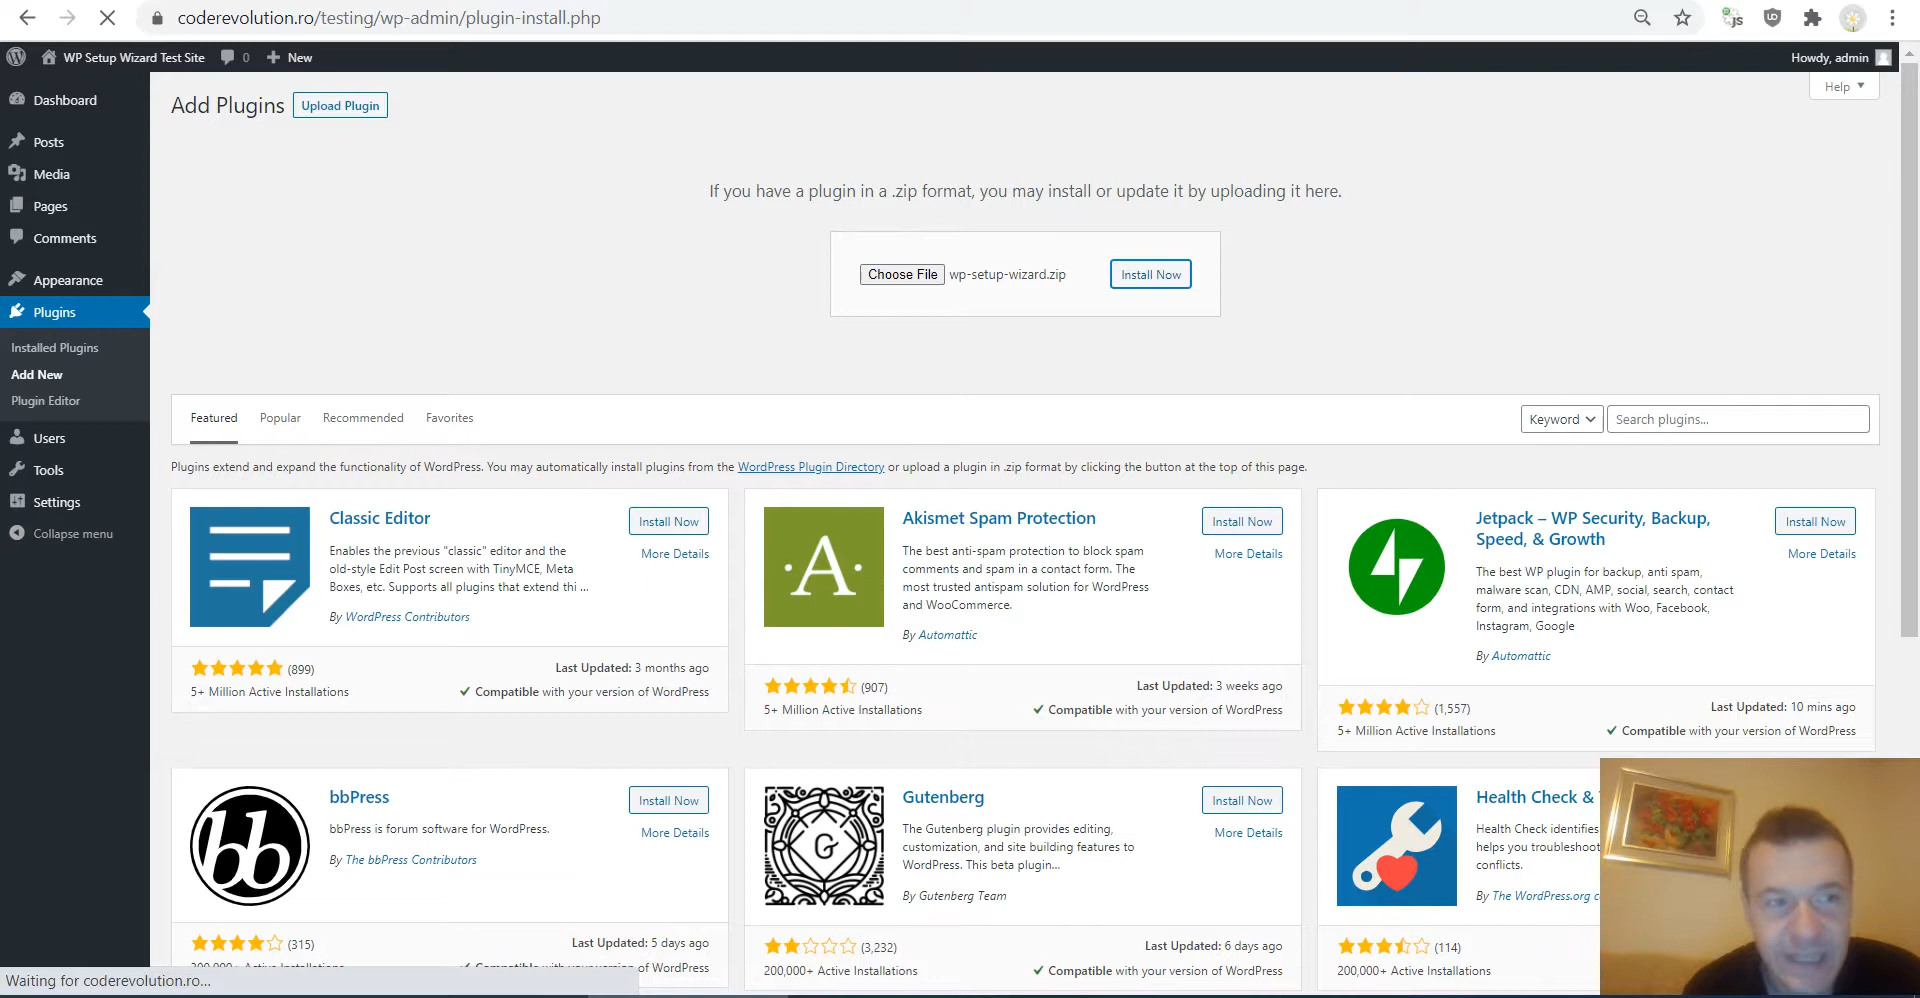 coderevolution.ro/testing/wp-admin/plugin-install.php
WP Setup Wizard Test Site
0
New
Howdy, admin
Dashboard
Posts
Media
Pages
Comments
Appearance
Plugins
Installed Plugins
Add New
Plugin Editor
Users
Tools
Settings
Collapse menu
Add Plugins
Upload Plugin
Help
If you have a plugin in a .zip format, you may install or update it by uploading it here.
Choose File
wp-setup-wizard.zip
Install Now
Featured
Popular
Recommended
Favorites
Keyword
Search plugins...
Plugins extend and expand the functionality of WordPress. You may automatically install plugins from the WordPress Plugin Directory or upload a plugin in .zip format by clicking the button at the top of this page.
Classic Editor
Install Now
More Details
Enables the previous "classic" editor and the
old-style Edit Post screen with TinyMCE, Meta
Boxes, etc. Supports all plugins that extend thi ...
By WordPress Contributors
(899)
5+ Million Active Installations
Last Updated: 3 months ago
Compatible with your version of WordPress
A
Akismet Spam Protection
Install Now
More Details
The best anti-spam protection to block spam
comments and spam in a contact form. The
most trusted antispam solution for WordPress
and WooCommerce.
By Automattic
(907)
5+ Million Active Installations
Last Updated: 3 weeks ago
Compatible with your version of WordPress
Jetpack – WP Security, Backup,
Speed, & Growth
Install Now
More Details
The best WP plugin for backup, anti spam,
malware scan, CDN, AMP, social, search, contact
form, and integrations with Woo, Facebook,
Instagram, Google
By Automattic
(1,557)
5+ Million Active Installations
Last Updated: 10 mins ago
Compatible with your version of WordPress
bb
bbPress
Install Now
More Details
bbPress is forum software for WordPress.
By The bbPress Contributors
(315)
200,000+ Active Installations
Last Updated: 5 days ago
Compatible with your version of WordPress
G
Gutenberg
Install Now
More Details
The Gutenberg plugin provides editing,
customization, and site building features to
WordPress. This beta plugin...
By Gutenberg Team
(3,232)
200,000+ Active Installations
Last Updated: 6 days ago
Compatible with your version of WordPress
Health Check &
Health Check identifies
helps you troubleshoot
conflicts.
By The WordPress.org
(114)
200,000+ Active Installations
Waiting for coderevolution.ro...